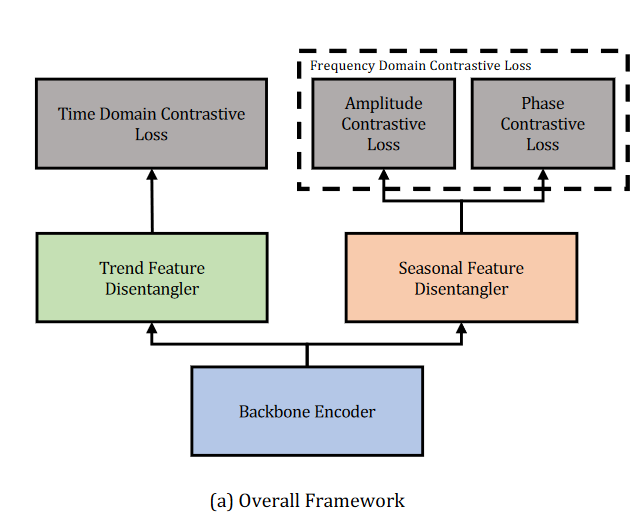 Frequency Domain Contrastive Loss
Time Domain Contrastive
Loss
Amplitude
Contrastive
Loss
Phase
Contrastive
Loss
Trend Feature
Disentangler
Seasonal Feature
Disentangler
Backbone Encoder
(a) Overall Framework